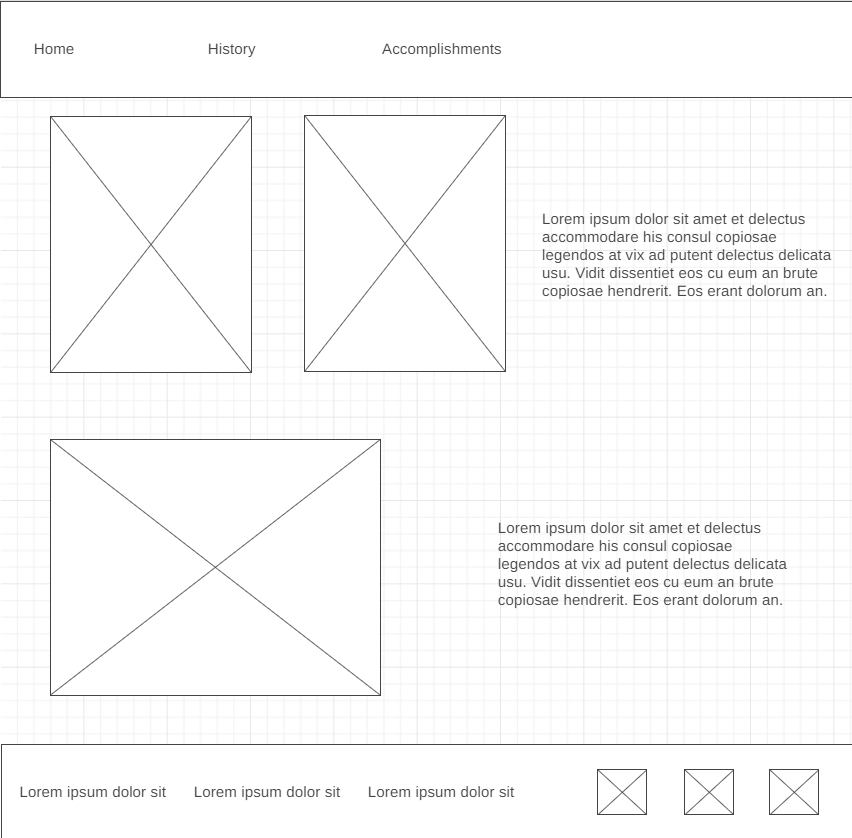 Home
History
Accomplishments
Lorem ipsum dolor sit amet et delectus
accommodare his consul copiosae
legendos at vix ad putent delectus delicata
usu. Vidit dissentiet eos cu eum an brute
copiosae hendrerit. Eos erant dolorum an.
Lorem ipsum dolor sit amet et delectus
accommodare his consul copiosae
legendos at vix ad putent delectus delicata
usu. Vidit dissentiet eos cu eum an brute
copiosae hendrerit. Eos erant dolorum an.
Lorem ipsum dolor sit
Lorem ipsum dolor sit
Lorem ipsum dolor sit